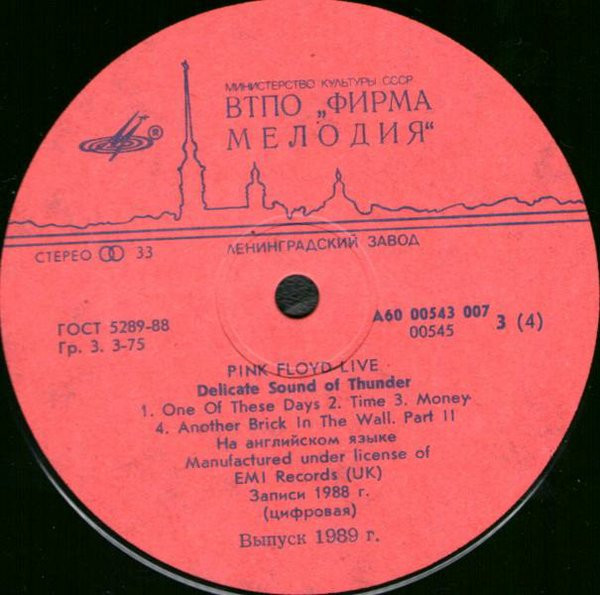 МИНИСТЕРСТВО КУЛЬТУРЫ СССР
ВТПО „ФИРМА
МЕЛОДИЯ“
®
СТЕРЕО 33
ЛЕНИНГРАДСКИЙ ЗАВОД
ГОСТ 5289-88
Гр. 3. 3-75
А60 00543 007
00545
3 (4)
PINK FLOYD LIVE
Delicate Sound of Thunder
1. One Of These Days 2. Time 3. Money
4. Another Brick In The Wall. Part II
На английском языке
Manufactured under license of
EMI Records (UK)
Записи 1988 г.
(цифровая)
Выпуск 1989 г.